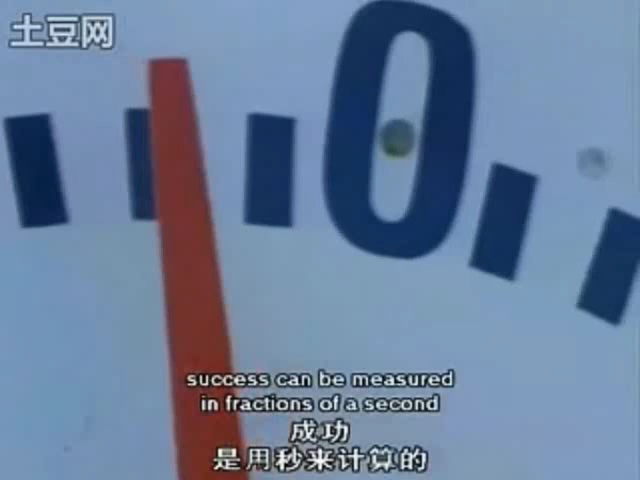 土豆网
0
success can be measured
in fractions of a second
成功
是用秒来计算的